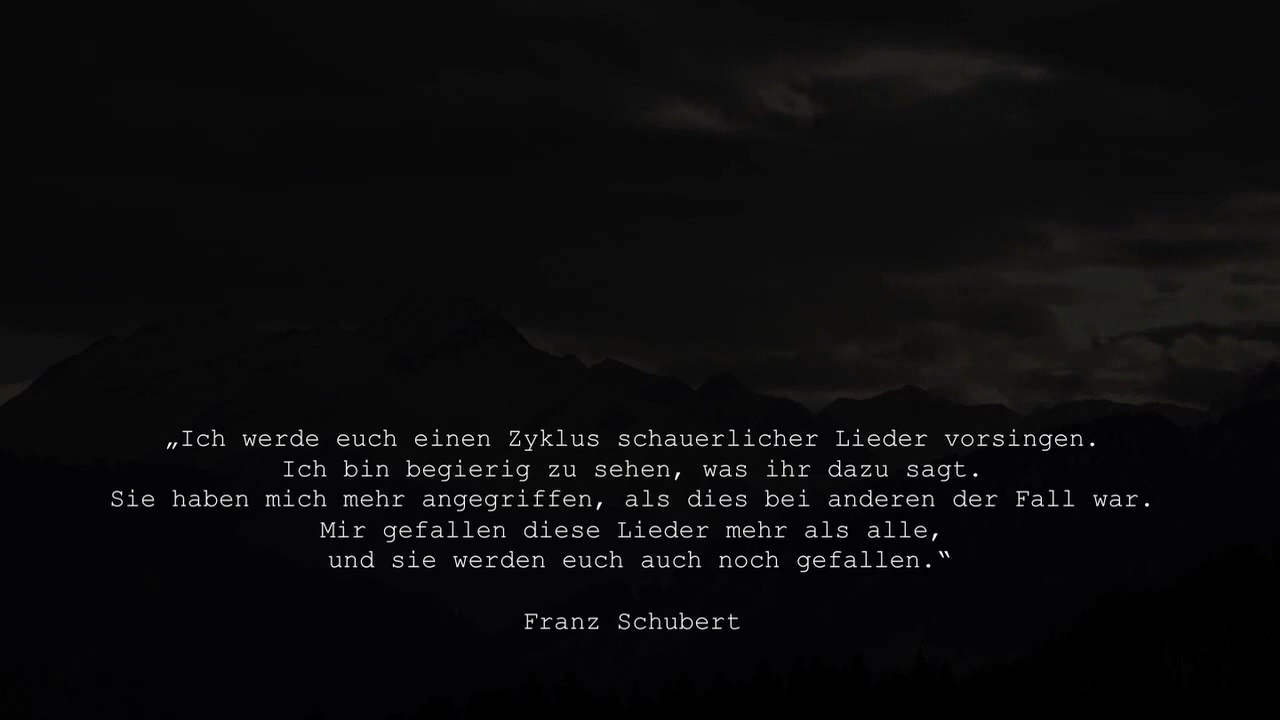 „Ich werde euch einen Zyklus schauerlicher Lieder vorsingen.
Ich bin begierig zu sehen, was ihr dazu sagt.
Sie haben mich mehr angegriffen, als dies bei anderen der Fall war.
Mir gefallen diese Lieder mehr als alle,
und sie werden euch auch noch gefallen.“
Franz Schubert